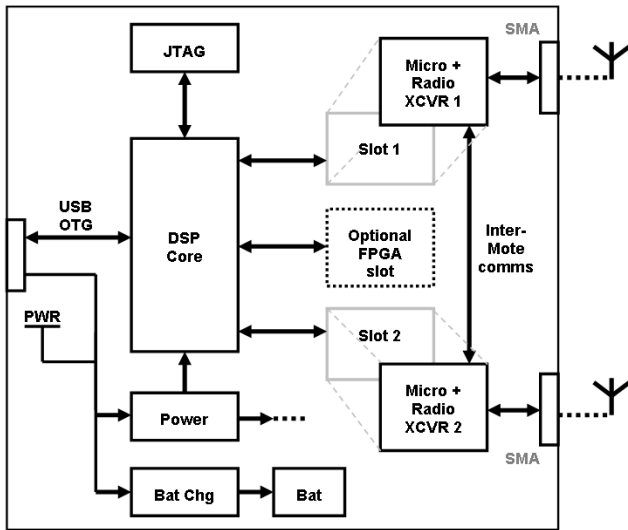 JTAG
SMA
Micro +
Radio
XCVR 1
Slot 1
USB
OTG
DSP
Core
Optional
FPGA
slot
Inter-
Mote
comms
PWR
Slot 2
Micro +
Radio
XCVR 2
Power
SMA
Bat Chg
Bat